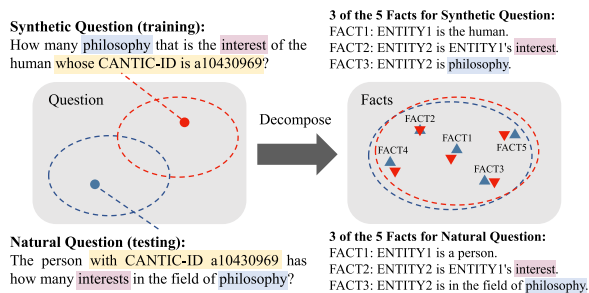 Synthetic Question (training):
How many philosophy that is the interest of the
human whose CANTIC-ID is a10430969?
Question
Natural Question (testing):
The person with CANTIC-ID a10430969 has
how many interests in the field of philosophy?
Decompose
3 of the 5 Facts for Synthetic Question:
FACT1: ENTITY1 is the human.
FACT2: ENTITY2 is ENTITY1's interest.
FACT3: ENTITY2 is philosophy.
Facts
FACT2
FACT1
FACT5
FACT4
FACT3
3 of the 5 Facts for Natural Question:
FACT1: ENTITY1 is a person.
FACT2: ENTITY2 is ENTITY1's interest.
FACT3: ENTITY2 is in the field of philosophy.